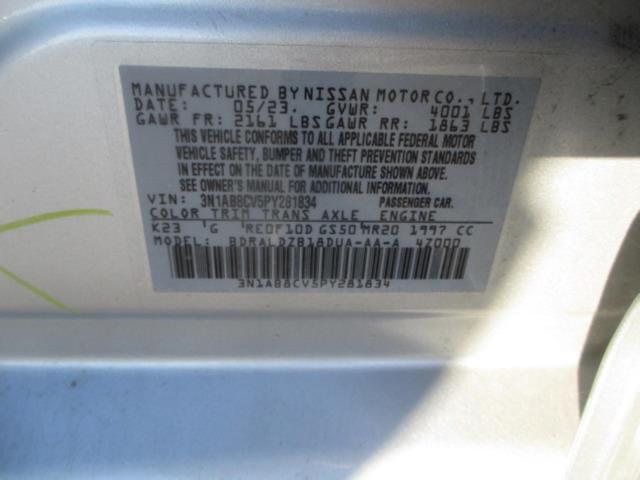 MANUFACTURED BY NISSAN MOTOR CO., LTD.
DATE: 05/23. GVWR: 4001 LBS
GAWR FR: 2161 LBS GAWR RR: 1863 LBS
THIS VEHICLE CONFORMS TO ALL APPLICABLE FEDERAL MOTOR
VEHICLE SAFETY, BUMPER AND THEFT PREVENTION STANDARDS
IN EFFECT ON THE DATE OF MANUFACTURE SHOWN ABOVE.
SEE OWNER'S MANUAL FOR ADDITIONAL INFORMATION
VIN: 3N1AB8CV5PY281834 PASSENGER CAR.
COLOR TRIM TRANS AXLE ENGINE
K23 G RE0F10D GS50 MR20 1997 CC
MODEL: BDRALDZB18DUA-AA-A 47000
3N1AB8CV5PY281834